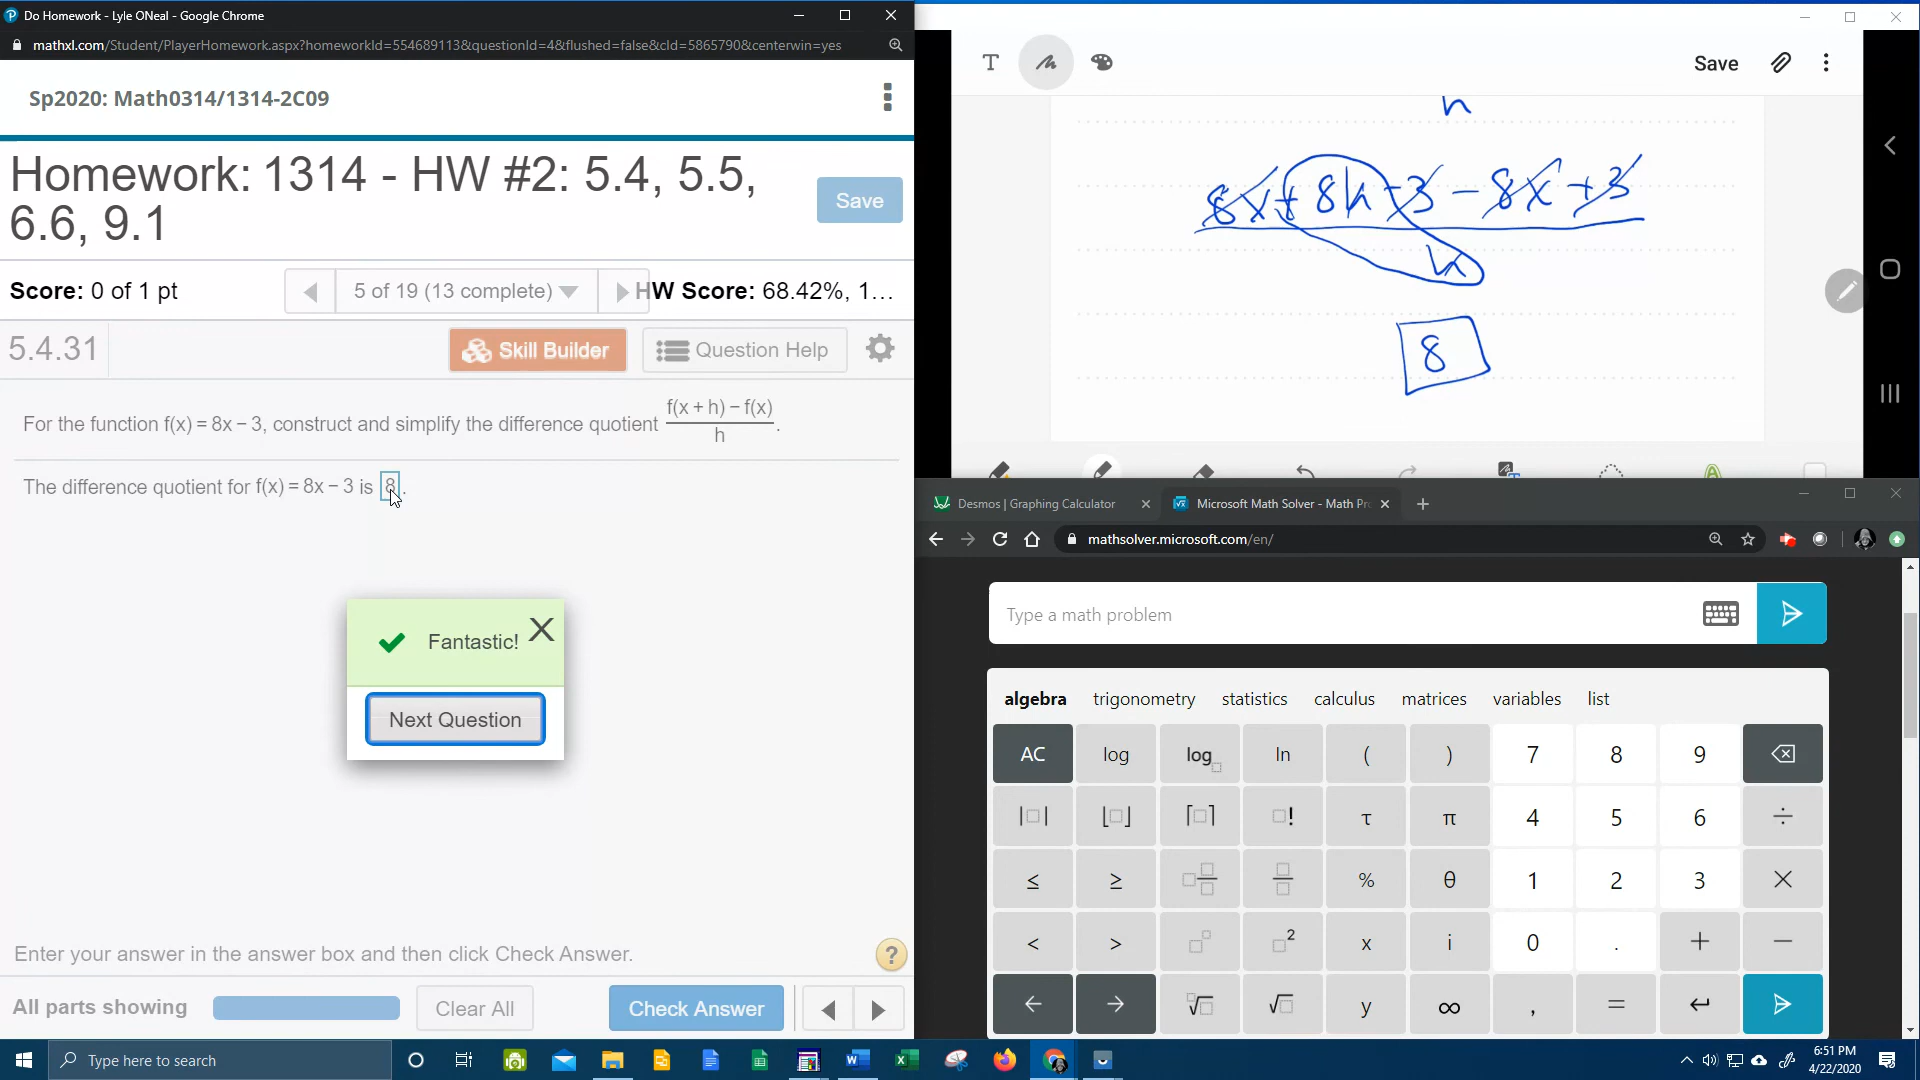 Do Homework - Lyle ONeal - Google Chrome
mathxl.com/Student/PlayerHomework.aspx?homeworkId=554689113&questionId=4&flushed=false&cId=5865790&centerwin=yes
Sp2020: Math0314/1314-2C09
Homework: 1314 - HW #2: 5.4, 5.5,
6.6, 9.1
Save
Score: 0 of 1 pt
5 of 19 (13 complete)
HW Score: 68.42%, 1...
5.4.31
Skill Builder
Question Help
For the function f(x) = 8x − 3, construct and simplify the difference quotient f(x + h) − f(x) / h .
The difference quotient for f(x) = 8x − 3 is 8.
Fantastic!
Next Question
Enter your answer in the answer box and then click Check Answer.
?
All parts showing
Clear All
Check Answer
T
Save
h
8x + 8h - 3 - 8x + 3
h
8
Desmos | Graphing Calculator
Microsoft Math Solver - Math Pr
mathsolver.microsoft.com/en/
Type a math problem
algebra trigonometry statistics calculus matrices variables list
AC log log□ ln ( ) 7 8 9
|□| ⌊□⌋ ⌈□⌉ □! τ π 4 5 6 ÷
≤ ≥ □□/□ □/□ % θ 1 2 3 ×
< > □^□ □² x i 0 . + −
← → □√□ √□ y ∞ , = ↵
Type here to search
6:51 PM
4/22/2020